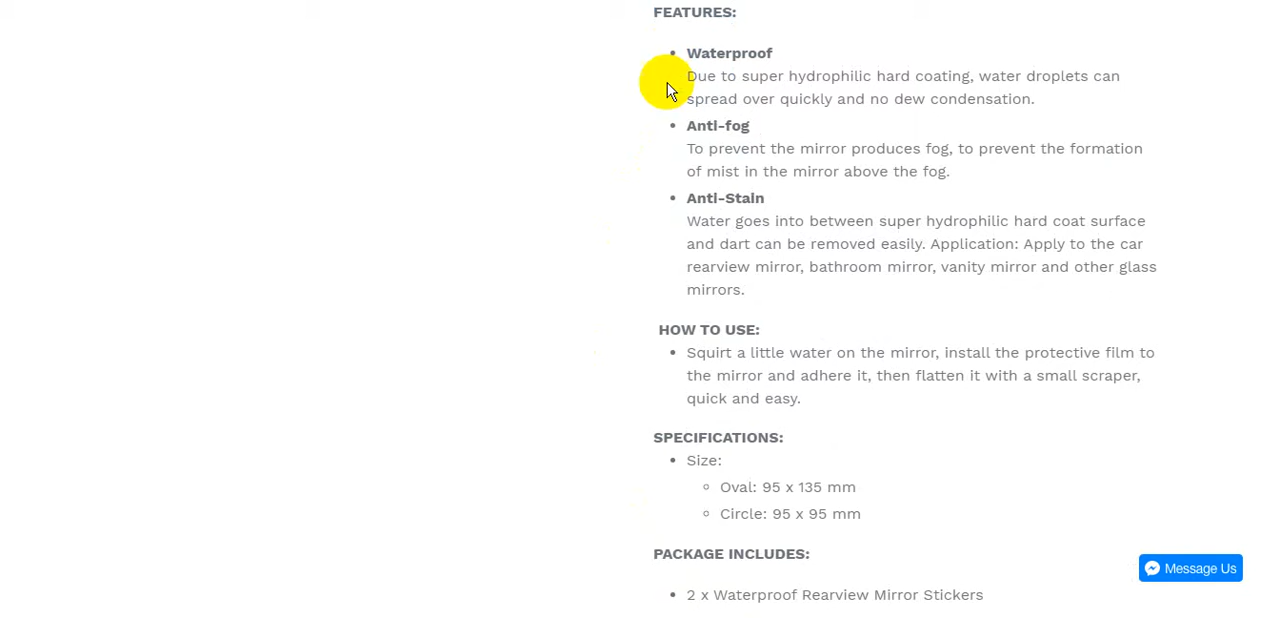 FEATURES:
• Waterproof
Due to super hydrophilic hard coating, water droplets can
spread over quickly and no dew condensation.
• Anti-fog
To prevent the mirror produces fog, to prevent the formation
of mist in the mirror above the fog.
• Anti-Stain
Water goes into between super hydrophilic hard coat surface
and dart can be removed easily. Application: Apply to the car
rearview mirror, bathroom mirror, vanity mirror and other glass
mirrors.
HOW TO USE:
• Squirt a little water on the mirror, install the protective film to
the mirror and adhere it, then flatten it with a small scraper,
quick and easy.
SPECIFICATIONS:
• Size:
◦ Oval: 95 x 135 mm
◦ Circle: 95 x 95 mm
PACKAGE INCLUDES:
Message Us
• 2 x Waterproof Rearview Mirror Stickers